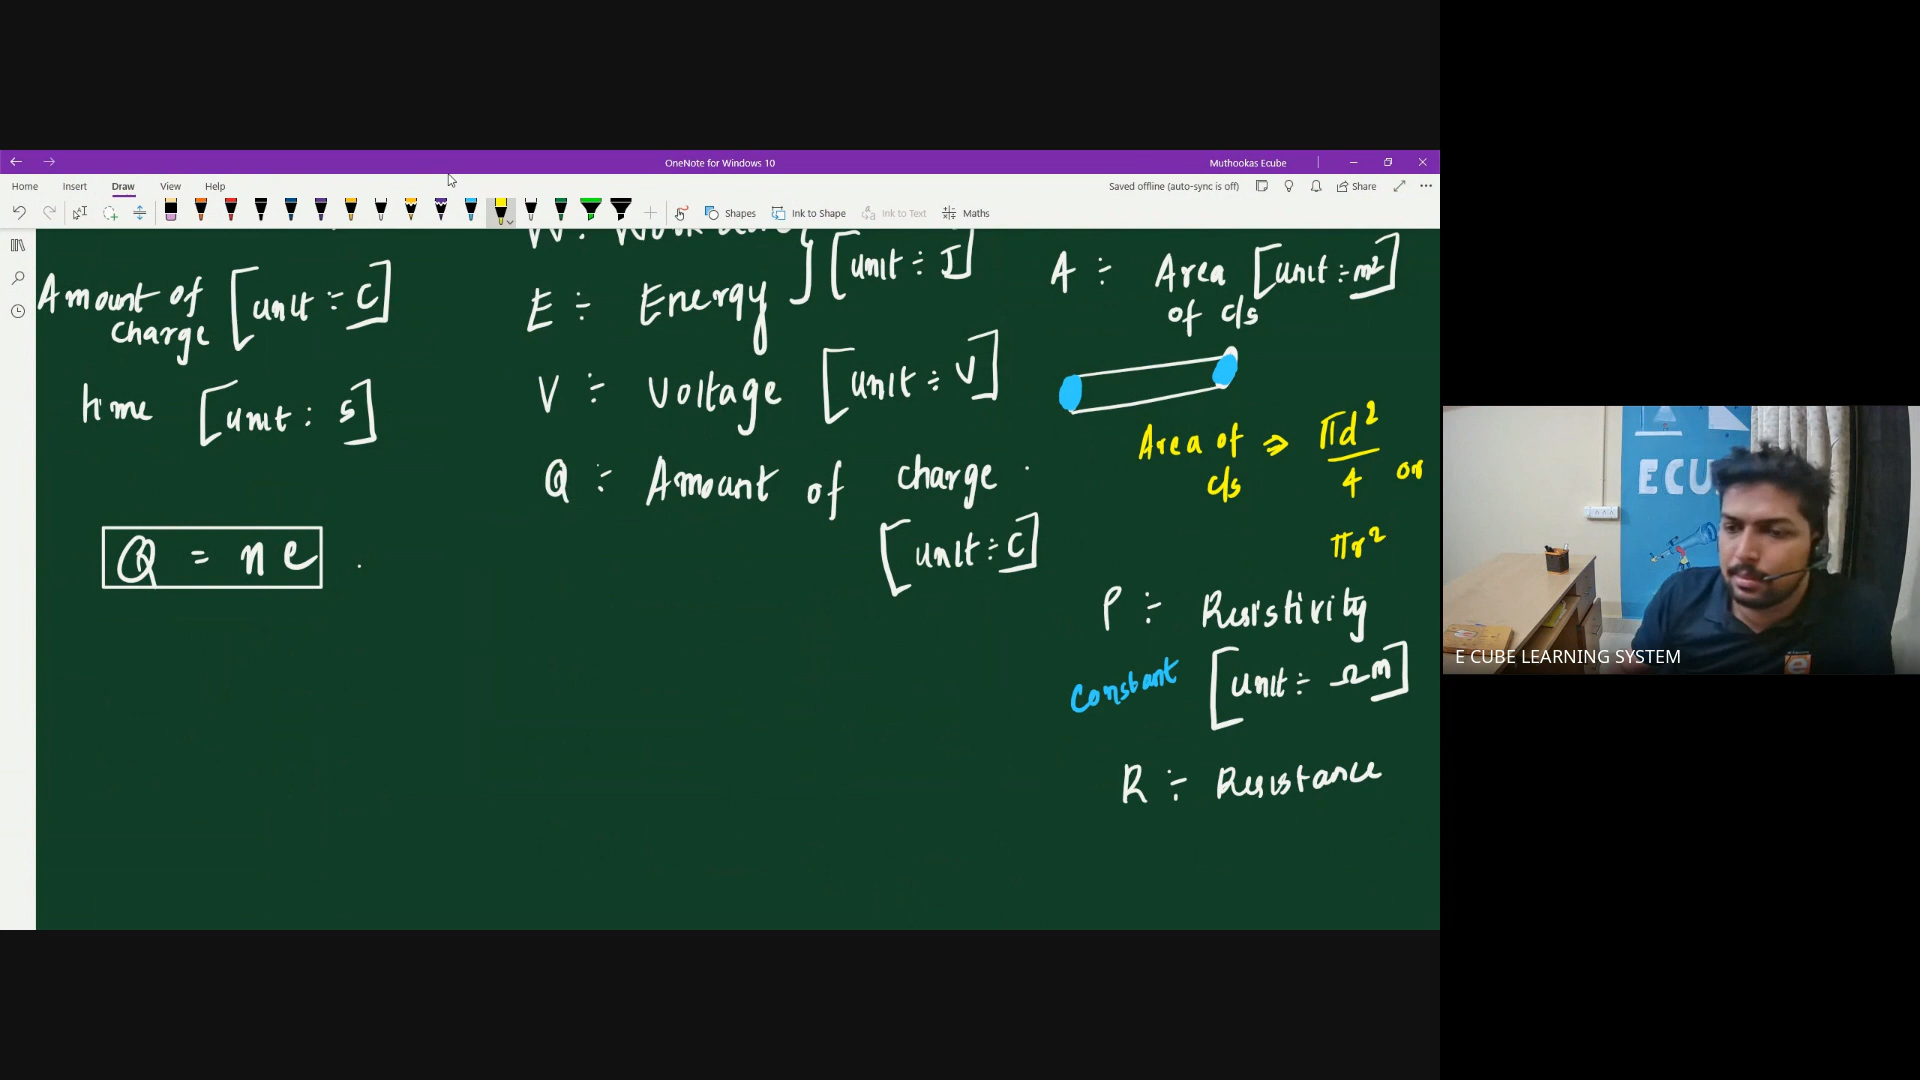 OneNote for Windows 10
Muthookas Ecube
Home Insert Draw View Help
Saved offline (auto-sync is off)
Share
Shapes
Ink to Shape
Ink to Text
Maths
Amount of charge [unit ÷ C]
time [unit : s]
Q = ne
E ÷ Energy
[unit ÷ J]
V ÷ Voltage [unit ÷ V]
Q ÷ Amount of charge
[unit ÷ C]
A ÷ Area of c/s [unit ÷ m²]
Area of c/s ⇒ πd²/4 or
πr²
ρ ÷ Resistivity
Constant [unit ÷ Ωm]
R ÷ Resistance
ECU
E CUBE LEARNING SYSTEM